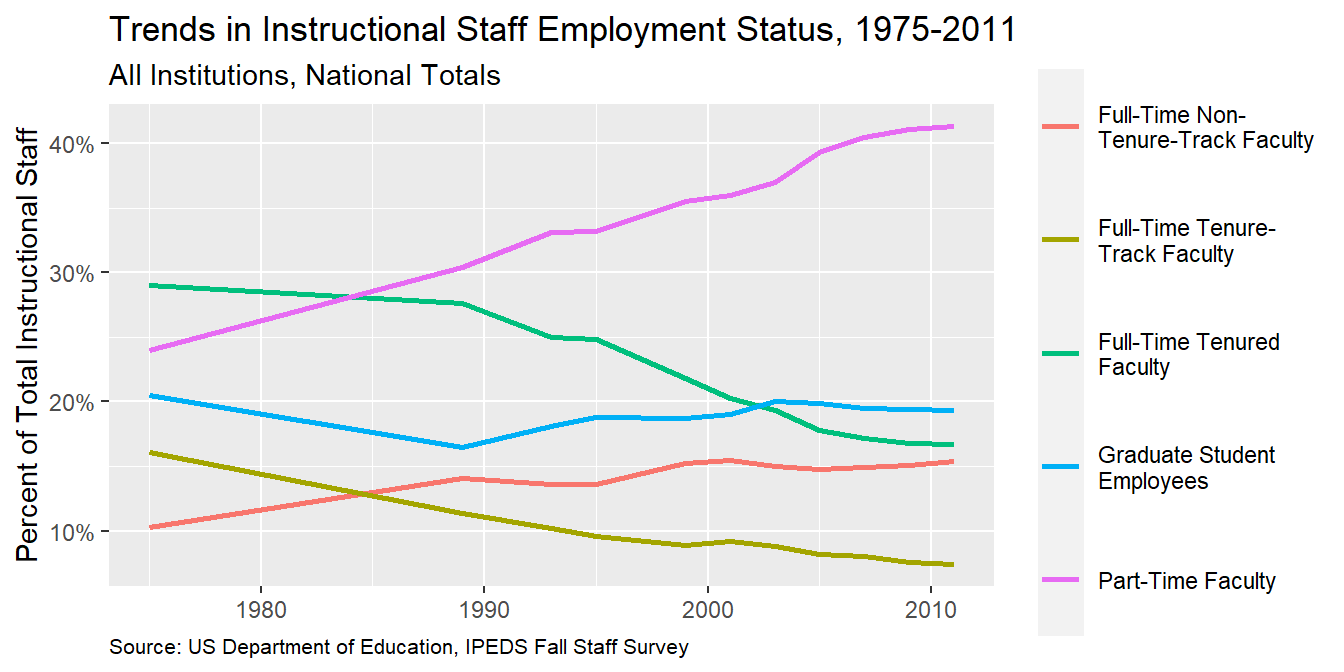 Trends in Instructional Staff Employment Status, 1975-2011
All Institutions, National Totals
Percent of Total Instructional Staff
40%
30%
20%
10%
1980
1990
2000
2010
Full-Time Non-
Tenure-Track Faculty
Full-Time Tenure-
Track Faculty
Full-Time Tenured
Faculty
Graduate Student
Employees
Part-Time Faculty
Source: US Department of Education, IPEDS Fall Staff Survey